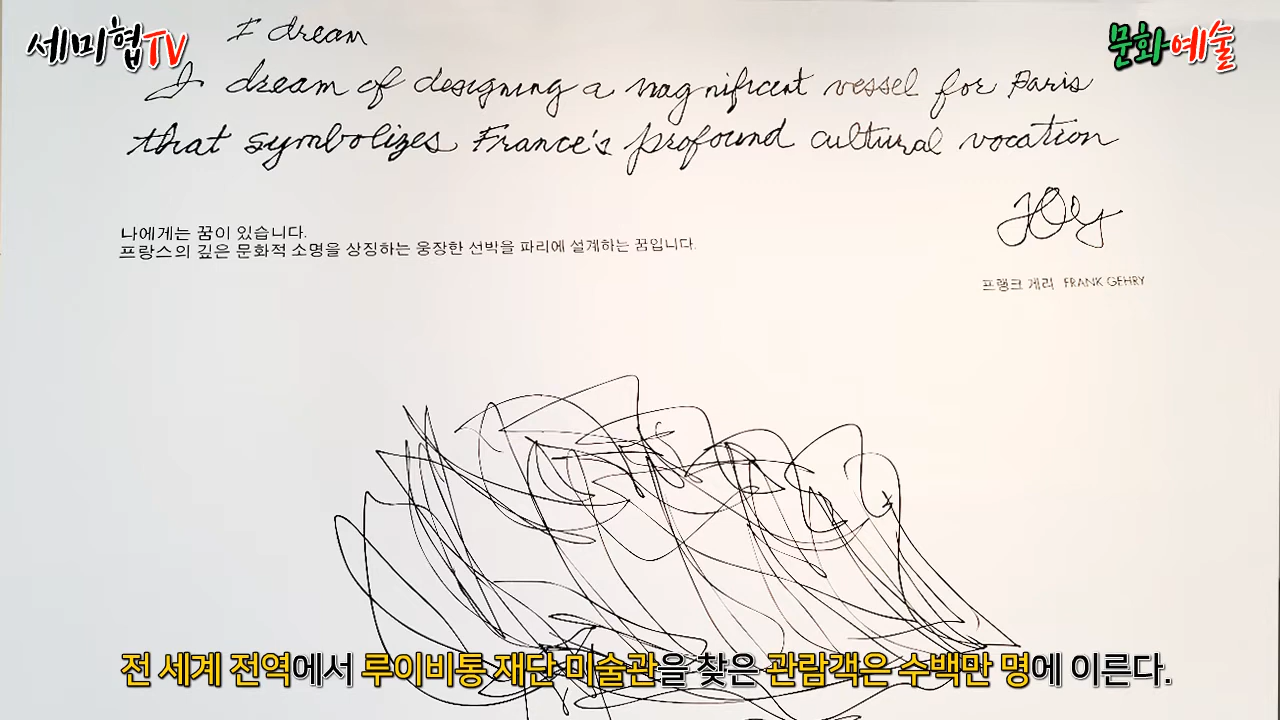 세미협TV
문화예술
I dream
I dream of designing a magnificent vessel for Paris
that symbolizes France's profound cultural vocation
나에게는 꿈이 있습니다.
프랑스의 깊은 문화적 소명을 상징하는 웅장한 선박을 파리에 설계하는 꿈입니다.
프랭크 게리 FRANK GEHRY
전 세계 전역에서 루이비통 재단 미술관을 찾은 관람객은 수백만 명에 이른다.